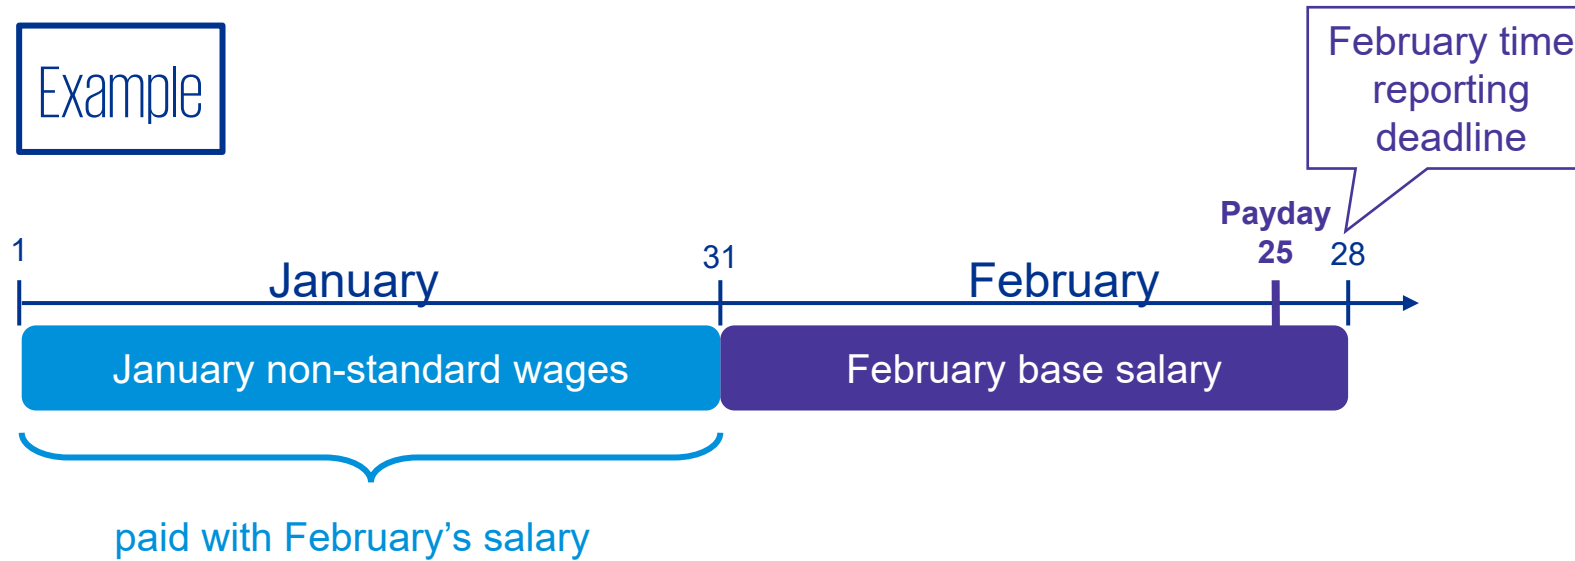 Example
February time
reporting
deadline
Payday
25
28
1
January
31
February
January non-standard wages
February base salary
paid with February’s salary